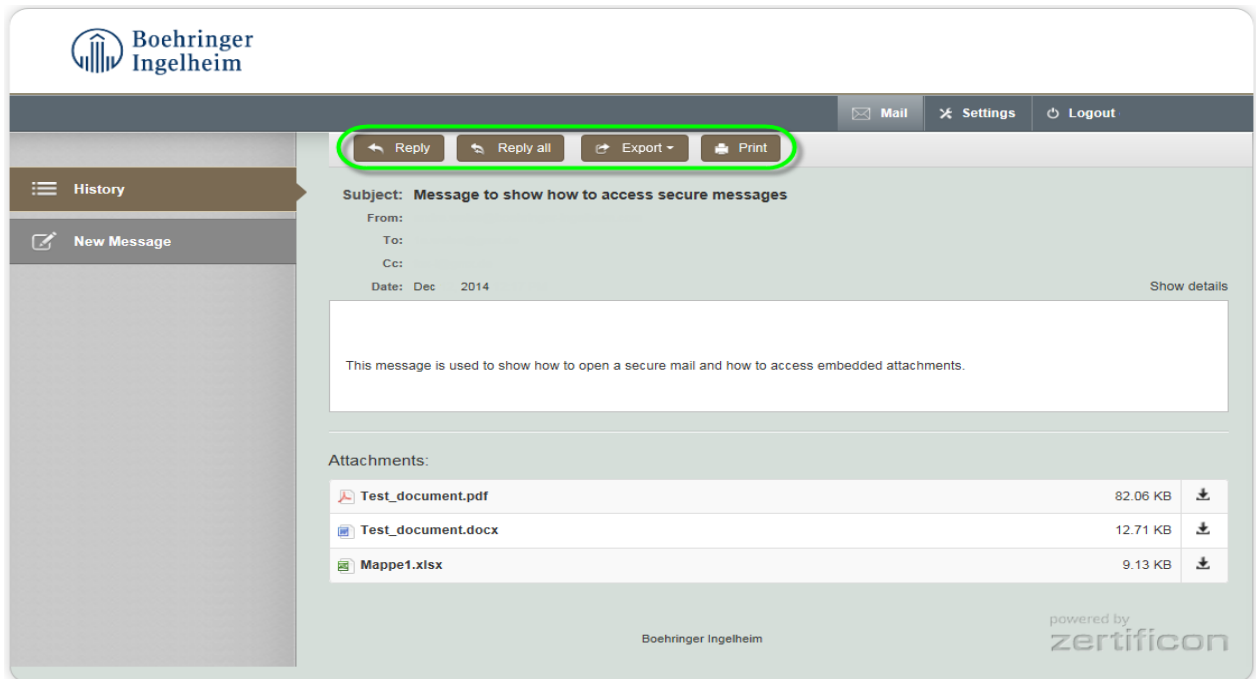 Boehringer
Ingelheim
Mail Settings Logout
Reply Reply all Export Print
History
New Message
Subject: Message to show how to access secure messages
From:
To:
Cc:
Date: Dec 2014 Show details
This message is used to show how to open a secure mail and how to access embedded attachments.
Attachments:
Test_document.pdf 82.06 KB
Test_document.docx 12.71 KB
Mappe1.xlsx 9.13 KB
Boehringer Ingelheim
powered by
zertificon